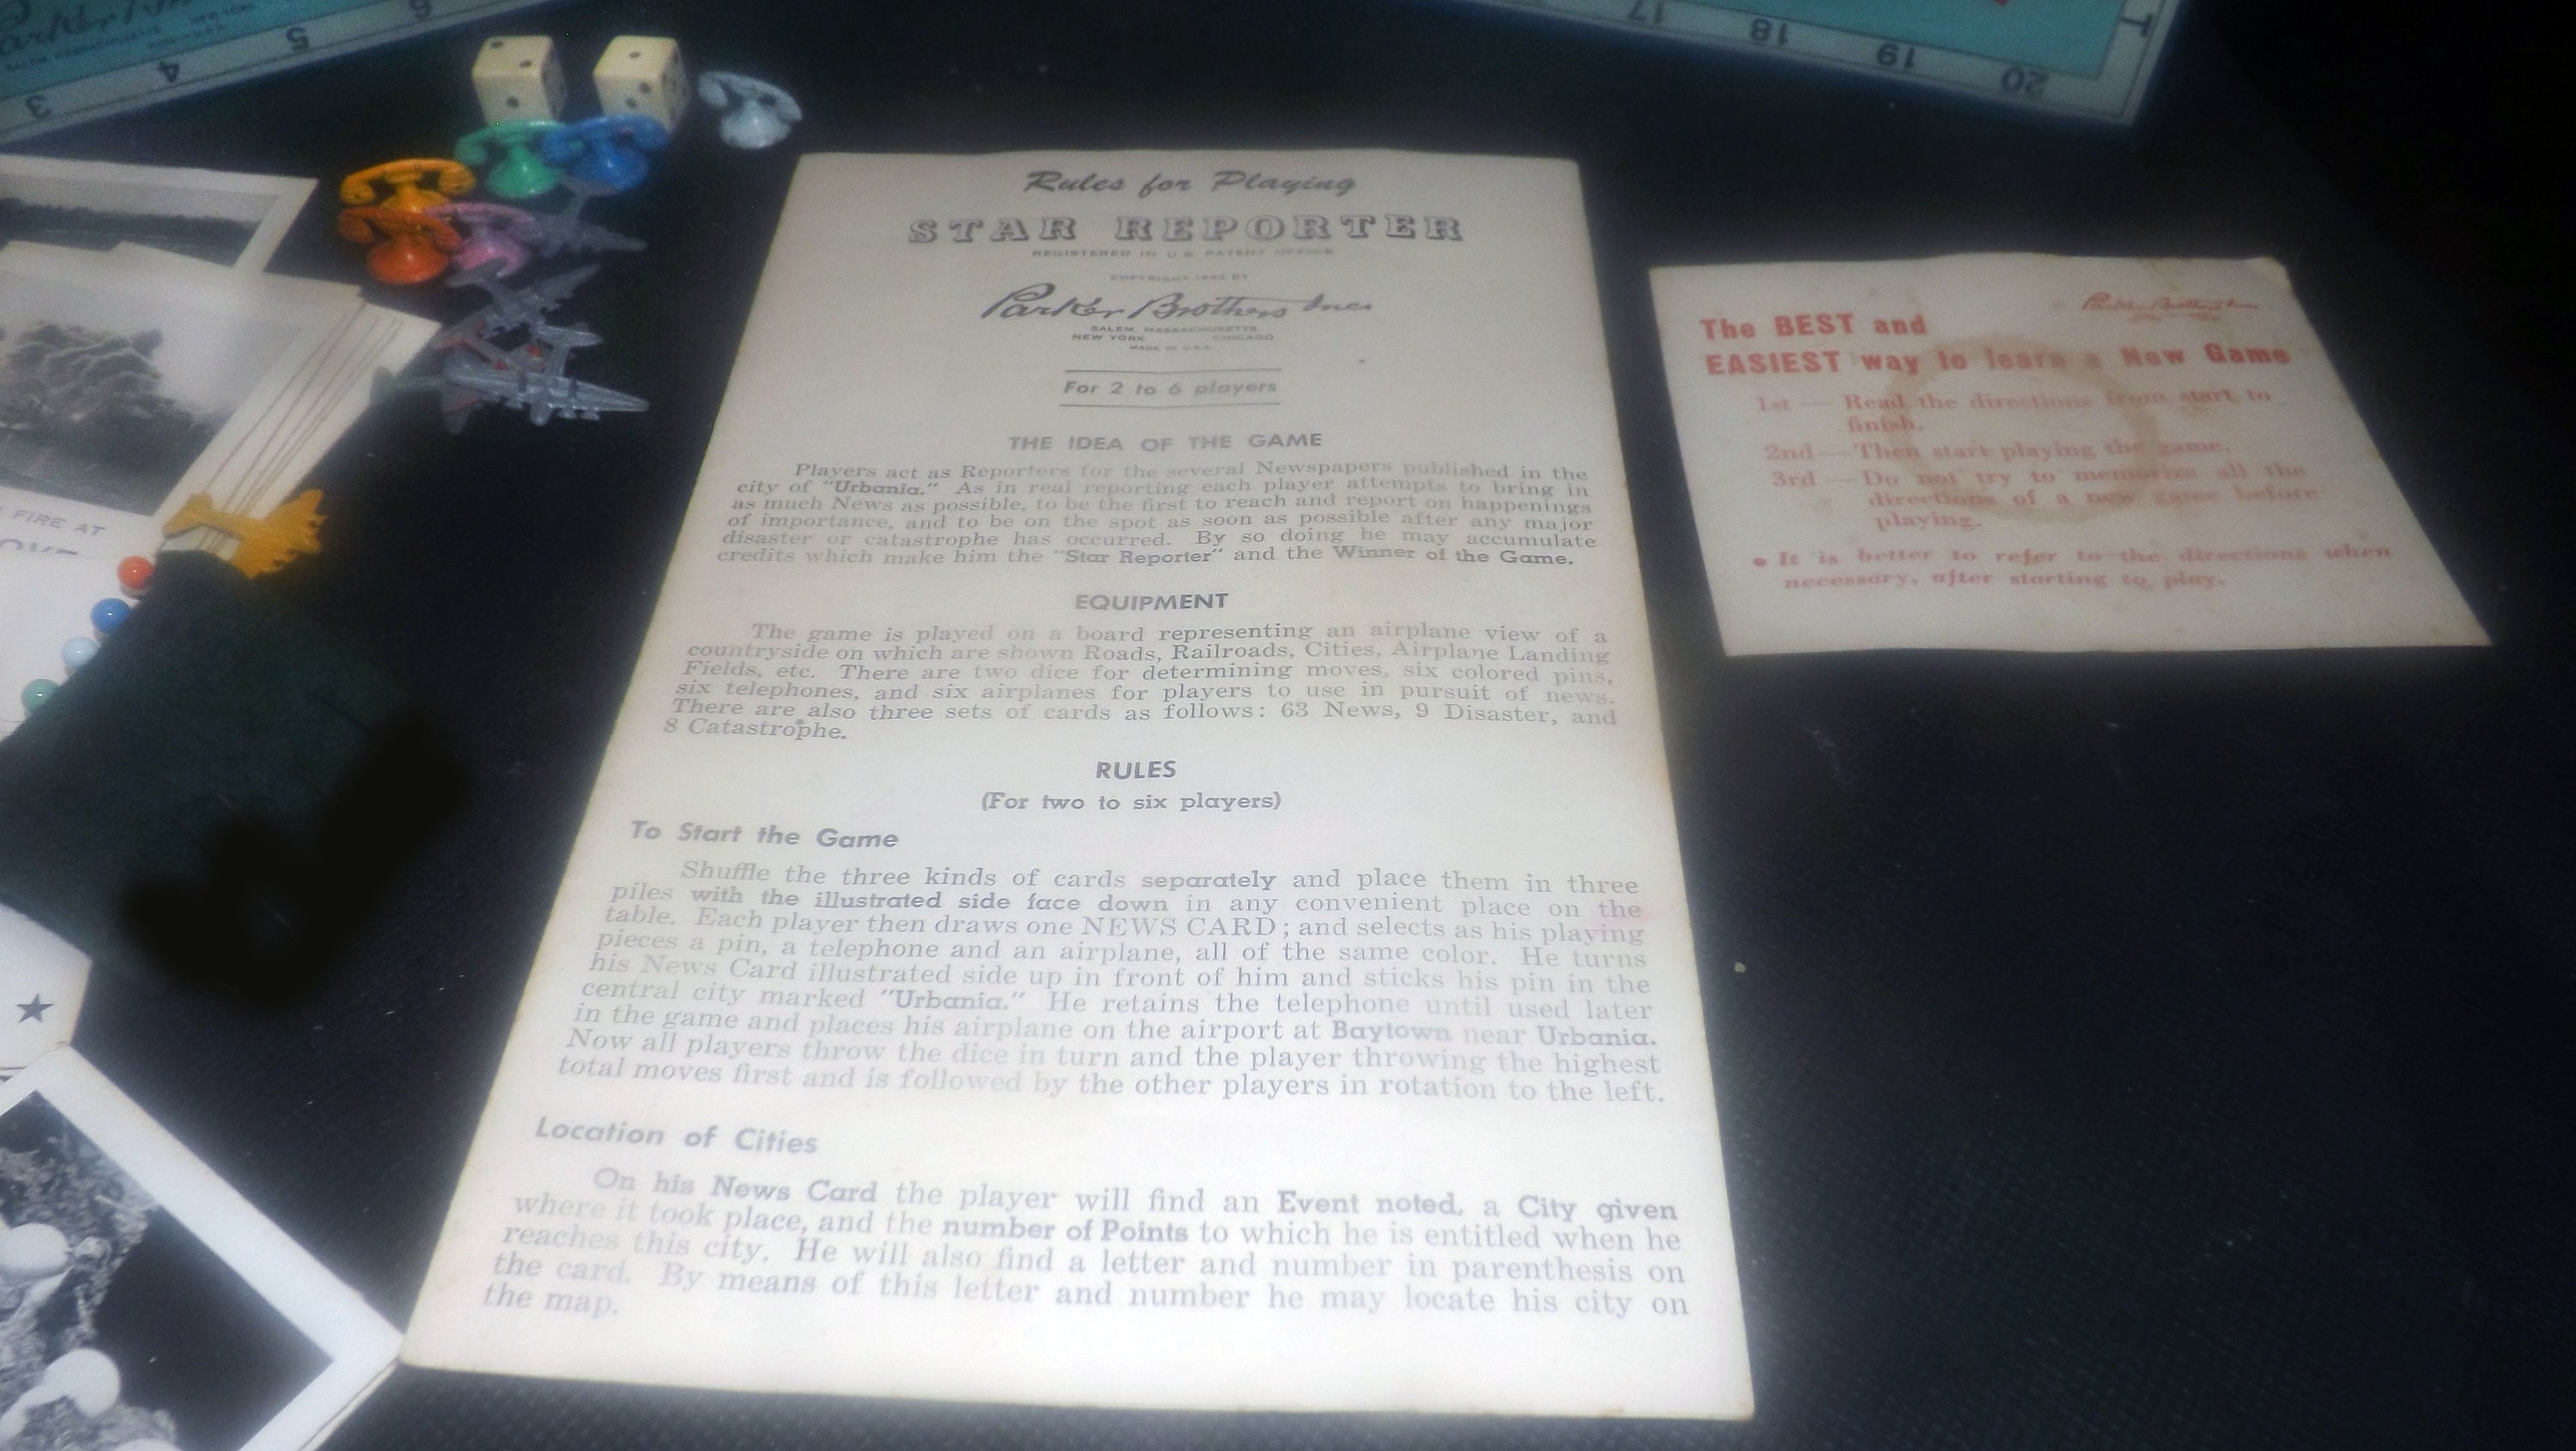 3
4
5
6
17
18
19
20
T
FIRE AT
Rules for Playing
STAR REPORTER
REGISTERED IN U.S. PATENT OFFICE
COPYRIGHT BY
Parker Brothers Inc.
SALEM, MASSACHUSETTS
NEW YORK CHICAGO
MADE IN U.S.A.
For 2 to 6 players
THE IDEA OF THE GAME
Players act as Reporters for the several Newspapers published in the
city of "Urbania." As in real reporting each player attempts to bring in
as much News as possible, to be the first to reach and report on happenings
of importance, and to be on the spot as soon as possible after any major
disaster or catastrophe has occurred. By so doing he may accumulate
credits which make him the "Star Reporter" and the Winner of the Game.
EQUIPMENT
The game is played on a board representing an airplane view of a
countryside on which are shown Roads, Railroads, Cities, Airplane Landing
Fields, etc. There are two dice for determining moves, six colored pins,
six telephones, and six airplanes for players to use in pursuit of news.
There are also three sets of cards as follows: 63 News, 9 Disaster, and
8 Catastrophe.
RULES
(For two to six players)
To Start the Game
Shuffle the three kinds of cards separately and place them in three
piles with the illustrated side face down in any convenient place on the
table. Each player then draws one NEWS CARD; and selects as his playing
pieces a pin, a telephone and an airplane, all of the same color. He turns
his News Card illustrated side up in front of him and sticks his pin in the
central city marked "Urbania." He retains the telephone until used later
in the game and places his airplane on the airport at Baytown near Urbania.
Now all players throw the dice in turn and the player throwing the highest
total moves first and is followed by the other players in rotation to the left.
Location of Cities
On his News Card the player will find an Event noted, a City given
where it took place, and the number of Points to which he is entitled when he
reaches this city. He will also find a letter and number in parenthesis on
the card. By means of this letter and number he may locate his city on
the map.
Parker Brothers Inc
The BEST and
EASIEST way to learn a New Game
1st — Read the directions from start to
finish.
2nd — Then start playing the game.
3rd — Do not try to memorize all the
directions of a new game before
playing.
• It is better to refer to the directions when
necessary, after starting to play.